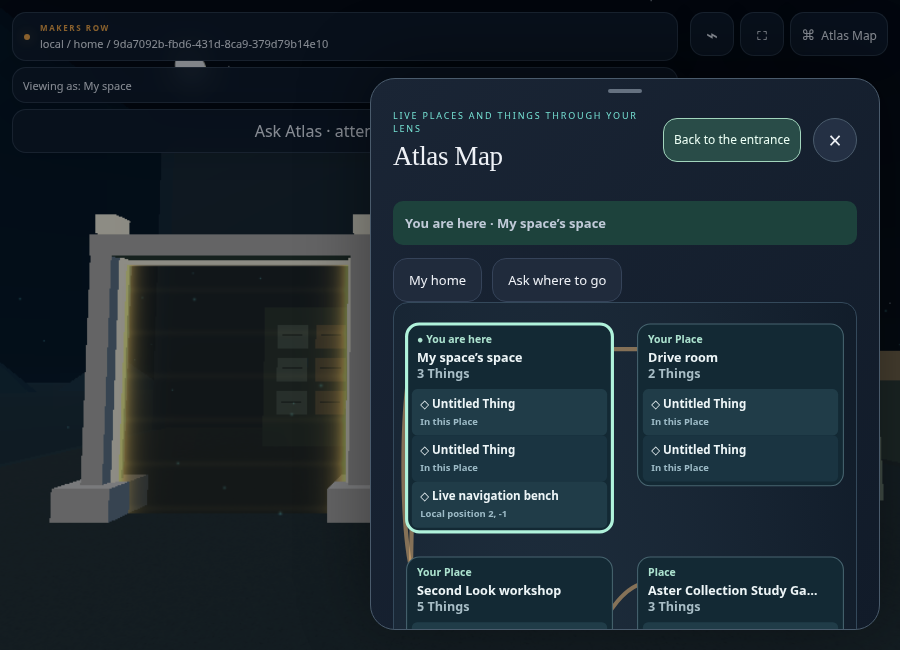 MAKERS ROW
local / home / 9da7092b-fbd6-431d-8ca9-379d79b14e10
Atlas Map
Viewing as: My space
Ask Atlas · atter
LIVE PLACES AND THINGS THROUGH YOUR
LENS
Atlas Map
Back to the entrance
You are here · My space’s space
My home
Ask where to go
● You are here
My space’s space
3 Things
◇ Untitled Thing
In this Place
◇ Untitled Thing
In this Place
◇ Live navigation bench
Local position 2, -1
Your Place
Drive room
2 Things
◇ Untitled Thing
In this Place
◇ Untitled Thing
In this Place
Your Place
Second Look workshop
5 Things
Place
Aster Collection Study Ga…
3 Things